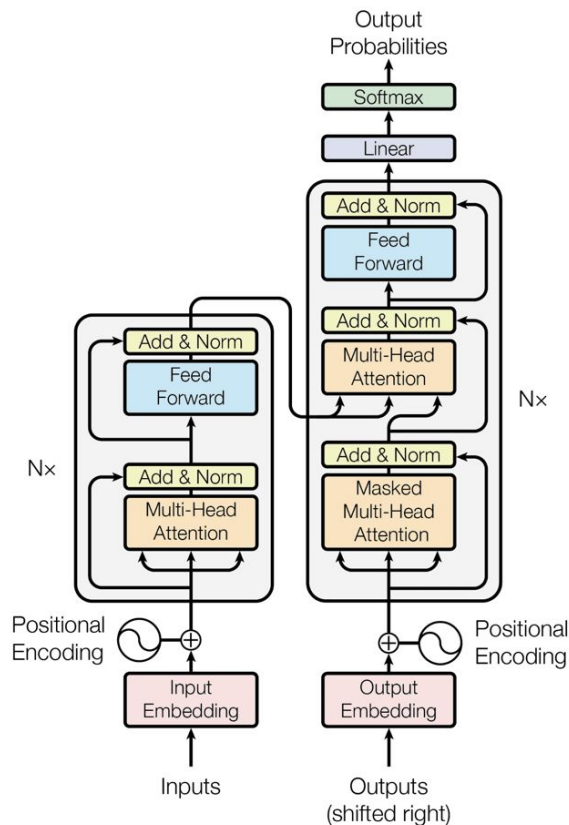 Output
Probabilities
Softmax
Linear
Add & Norm
Feed
Forward
Add & Norm
Multi-Head
Attention
Nx
Add & Norm
Masked
Multi-Head
Attention
Add & Norm
Feed
Forward
Nx
Add & Norm
Multi-Head
Attention
Positional
Encoding
Positional
Encoding
Input
Embedding
Output
Embedding
Inputs
Outputs
(shifted right)